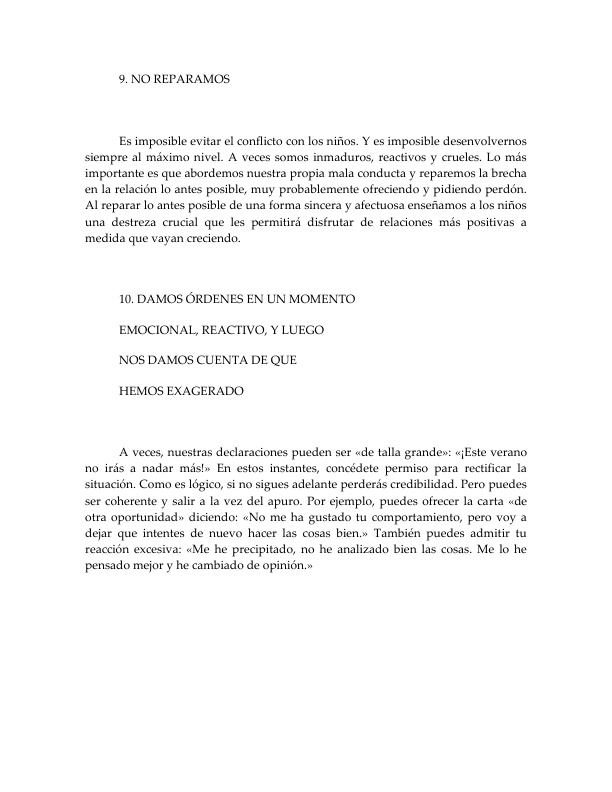 9. NO REPARAMOS
Es imposible evitar el conflicto con los niños. Y es imposible desenvolvernos
siempre al máximo nivel. A veces somos inmaduros, reactivos y crueles. Lo más
importante es que abordemos nuestra propia mala conducta y reparemos la brecha
en la relación lo antes posible, muy probablemente ofreciendo y pidiendo perdón.
Al reparar lo antes posible de una forma sincera y afectuosa enseñamos a los niños
una destreza crucial que les permitirá disfrutar de relaciones más positivas a
medida que vayan creciendo.
10. DAMOS ÓRDENES EN UN MOMENTO
EMOCIONAL, REACTIVO, Y LUEGO
NOS DAMOS CUENTA DE QUE
HEMOS EXAGERADO
A veces, nuestras declaraciones pueden ser «de talla grande»: «¡Este verano
no irás a nadar más!» En estos instantes, concédete permiso para rectificar la
situación. Como es lógico, si no sigues adelante perderás credibilidad. Pero puedes
ser coherente y salir a la vez del apuro. Por ejemplo, puedes ofrecer la carta «de
otra oportunidad» diciendo: «No me ha gustado tu comportamiento, pero voy a
dejar que intentes de nuevo hacer las cosas bien.» También puedes admitir tu
reacción excesiva: «Me he precipitado, no he analizado bien las cosas. Me lo he
pensado mejor y he cambiado de opinión.»